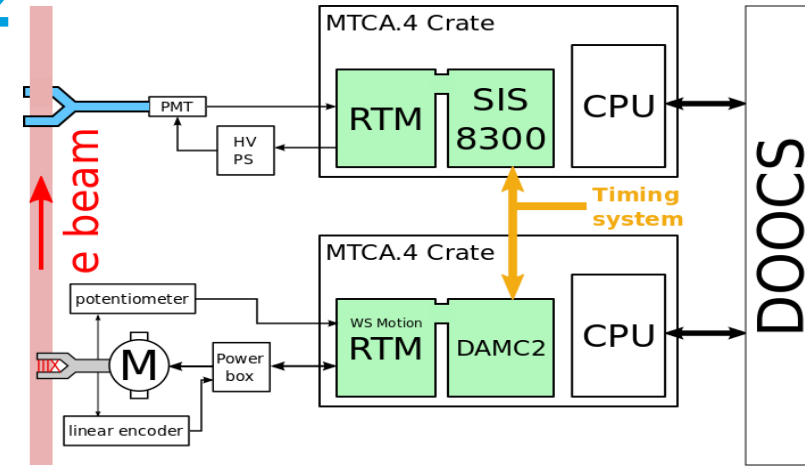 MTCA.4 Crate
PMT
RTM
SIS
8300
CPU
HV
PS
e beam
Timing
system
DOOCS
MTCA.4 Crate
potentiometer
WS Motion
RTM
DAMC2
CPU
M
Power
box
linear encoder